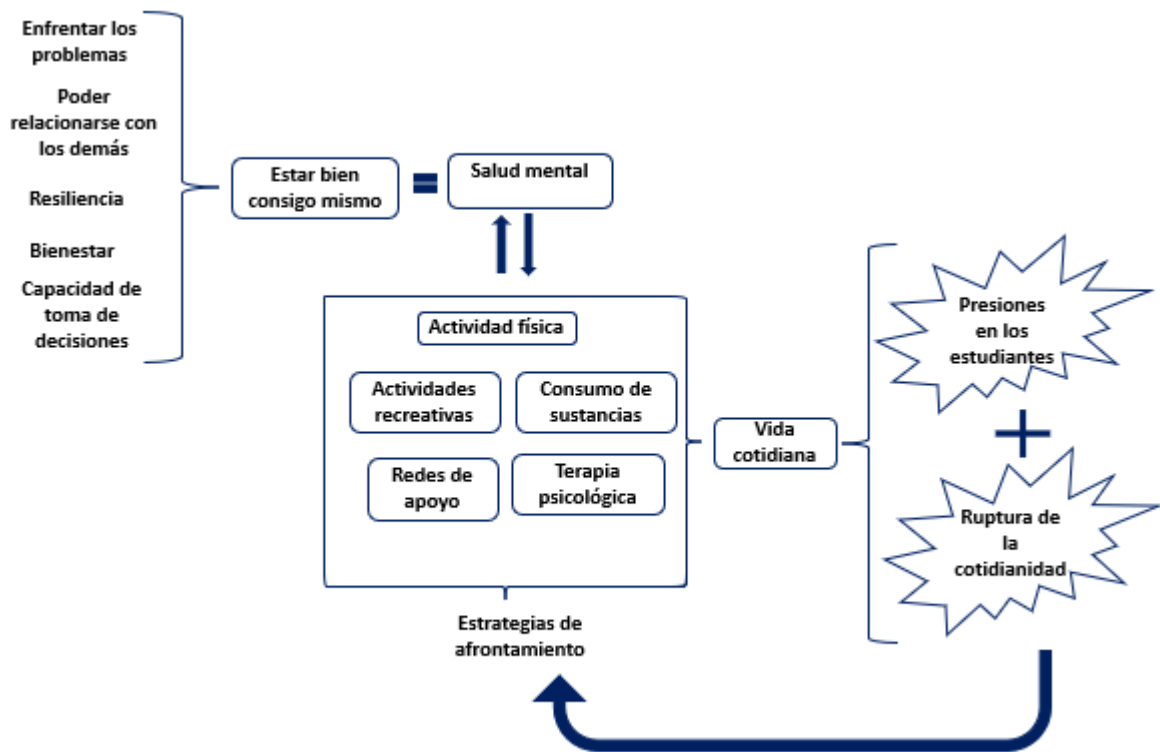 Enfrentar los
problemas
Poder
relacionarse con
los demás
Resiliencia
Bienestar
Capacidad de
toma de
decisiones
Estar bien
consigo mismo
=
Salud mental
Actividad física
Actividades
recreativas
Consumo de
sustancias
Redes de
apoyo
Terapia
psicológica
Estrategias de
afrontamiento
Vida
cotidiana
Presiones
en los
estudiantes
+
Ruptura de
la
cotidianidad